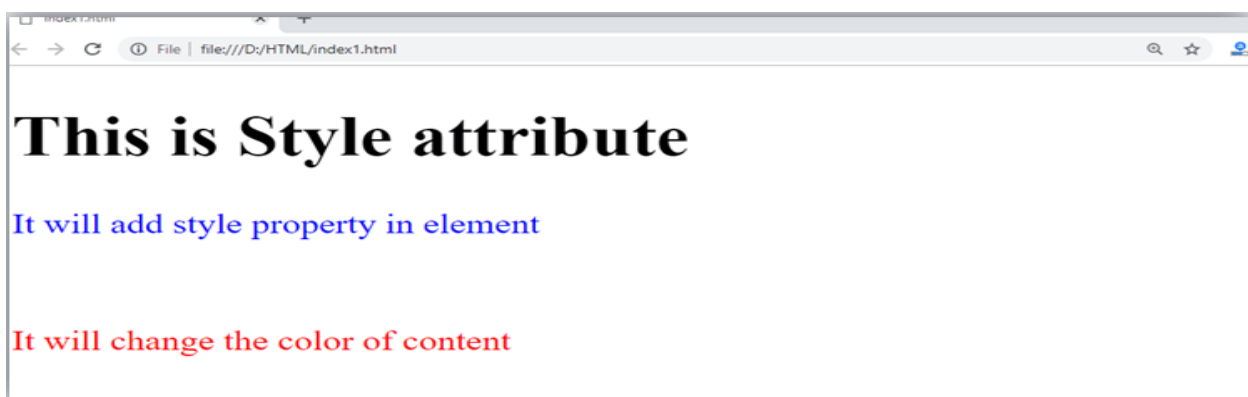 index1.html
File | file:///D:/HTML/index1.html
This is Style attribute
It will add style property in element
It will change the color of content